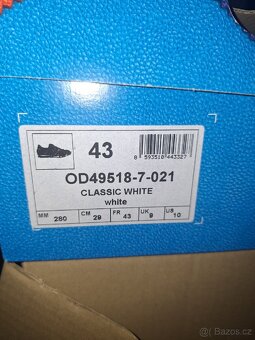 43
8 593510 443327
OD49518-7-021
CLASSIC WHITE
white
MM 280 CM 29 FR 43 UK 9 US 10
Bazoš.cz